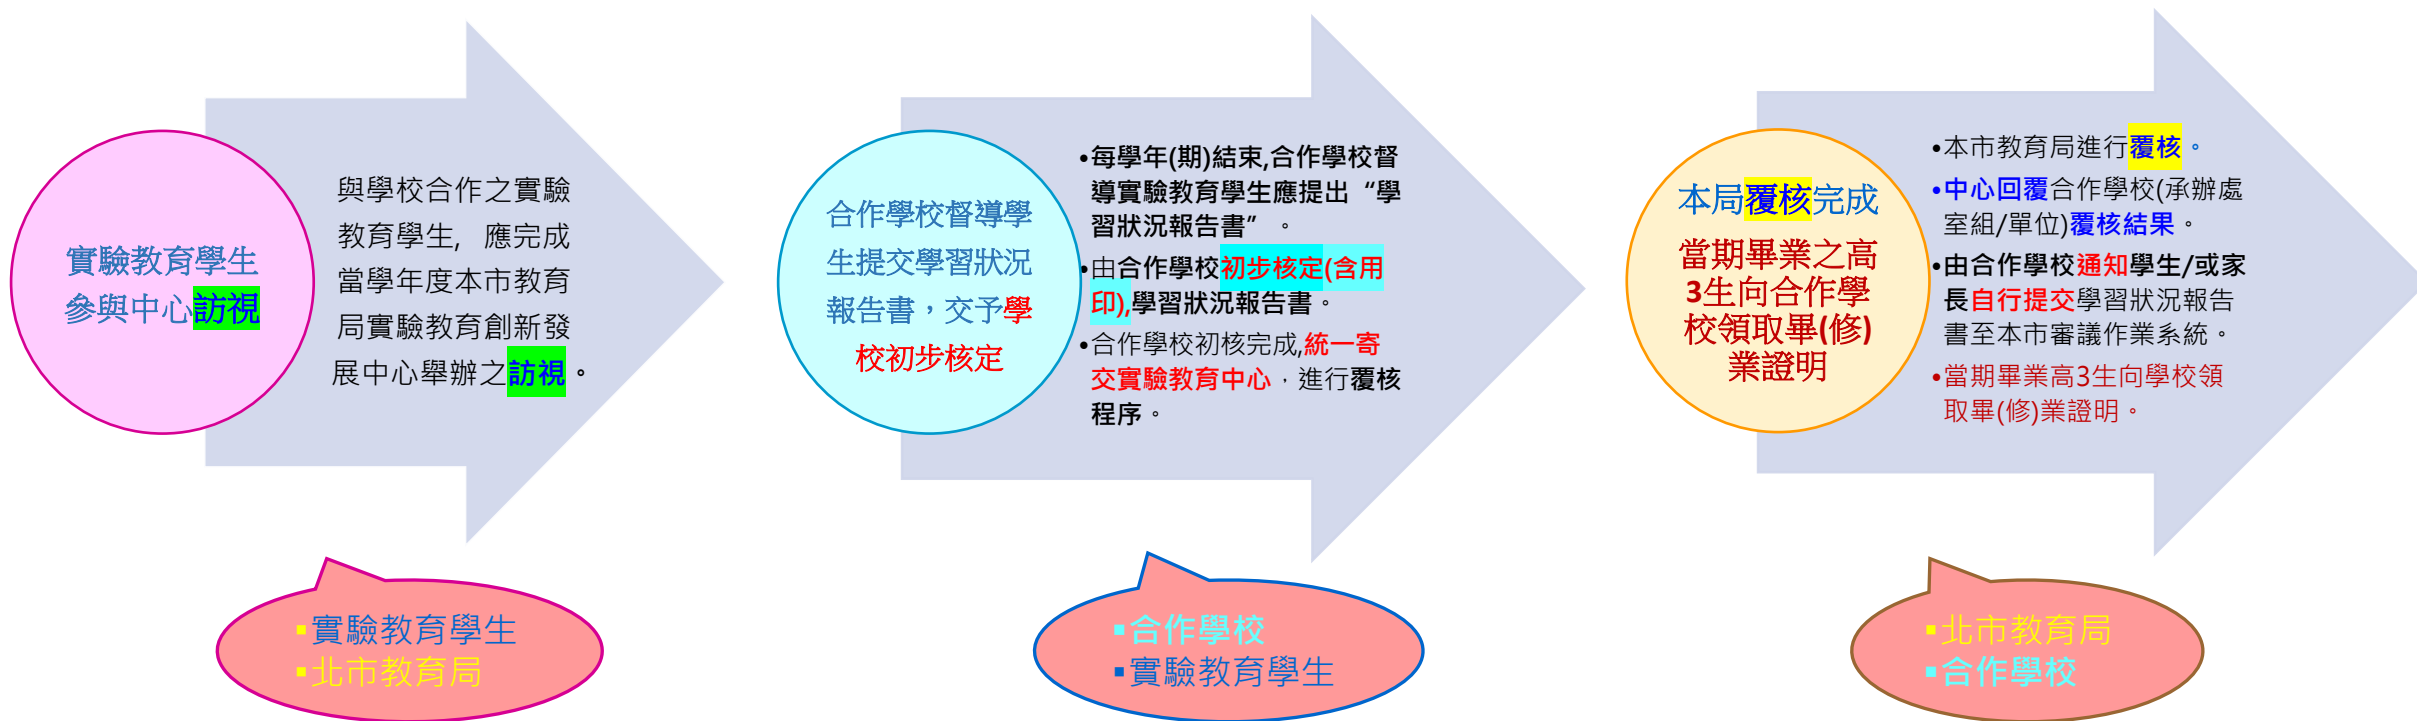 實驗教育學生
參與中心訪視
與學校合作之實驗
教育學生, 應完成
當學年度本市教育
局實驗教育創新發
展中心舉辦之訪視。
▪實驗教育學生
▪北市教育局
合作學校督導學
生提交學習狀況
報告書，交予學
校初步核定
•每學年(期)結束,合作學校督
導實驗教育學生應提出“學
習狀況報告書” 。
•由合作學校初步核定(含用
印),學習狀況報告書。
•合作學校初核完成,統一寄
交實驗教育中心，進行覆核
程序。
▪合作學校
▪實驗教育學生
本局覆核完成
當期畢業之高
3生向合作學
校領取畢(修)
業證明
•本市教育局進行覆核。
•中心回覆合作學校(承辦處
室組/單位)覆核結果。
•由合作學校通知學生/或家
長自行提交學習狀況報告
書至本市審議作業系統。
•當期畢業高3生向學校領
取畢(修)業證明。
▪北市教育局
▪合作學校